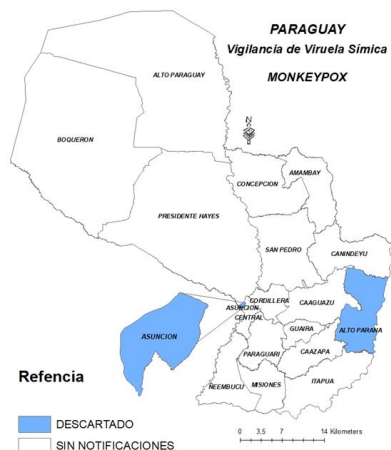 PARAGUAY
Vigilancia de Viruela Símica
MONKEYPOX
ALTO PARAGUAY
N
BOQUERON
AMAMBAY
CONCEPCION
PRESIDENTE HAYES
SAN PEDRO
CANINDEYU
CORDILLERA
CAAGUAZU
ASUNCION
CENTRAL
GUAIRA
ALTO PARANA
ASUNCION
PARAGUARI
CAAZAPA
ÑEEMBUCU
MISIONES
ITAPUA
Refencia
DESCARTADO
SIN NOTIFICACIONES
0 3,5 7 14 Kilometers